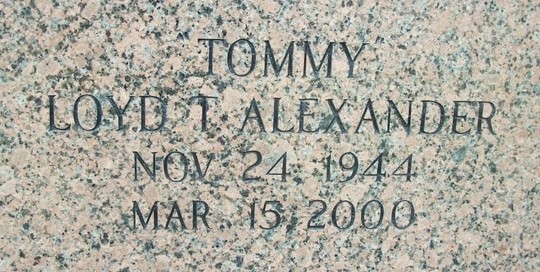 "TOMMY"
LOYD T. ALEXANDER
NOV. 24, 1944
MAR. 15, 2000